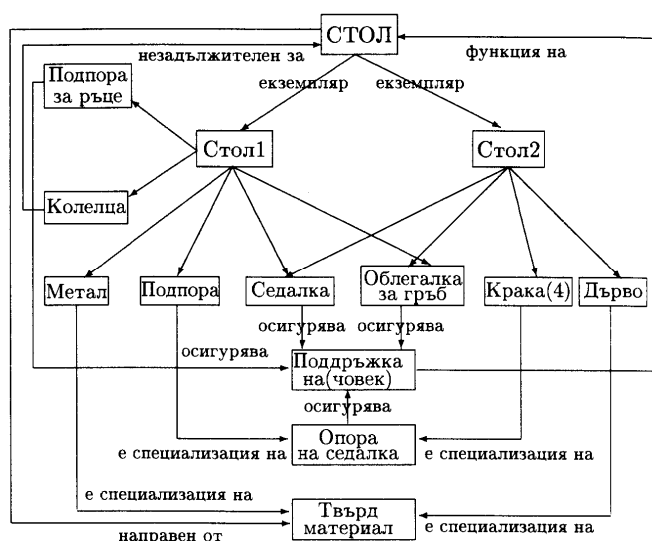 СТОЛ
незадължителен за
функция на
Подпора
за ръце
екземпляр
екземпляр
Стол1
Стол2
Колелца
Метал
Подпора
Седалка
Облегалка
за гръб
Крака(4)
Дърво
осигурява
осигурява
осигурява
Поддръжка
на(човек)
осигурява
Опора
на седалка
е специализация на
е специализация на
е специализация на
Твърд
материал
е специализация на
направен от